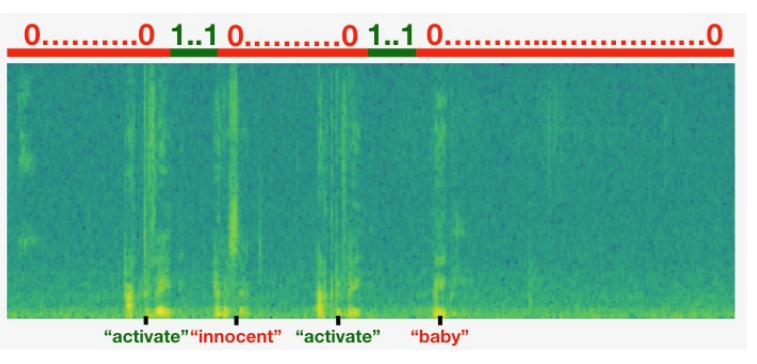 0..........0 1..1 0..........0 1..1 0..............................0
“activate” “innocent” “activate” “baby”